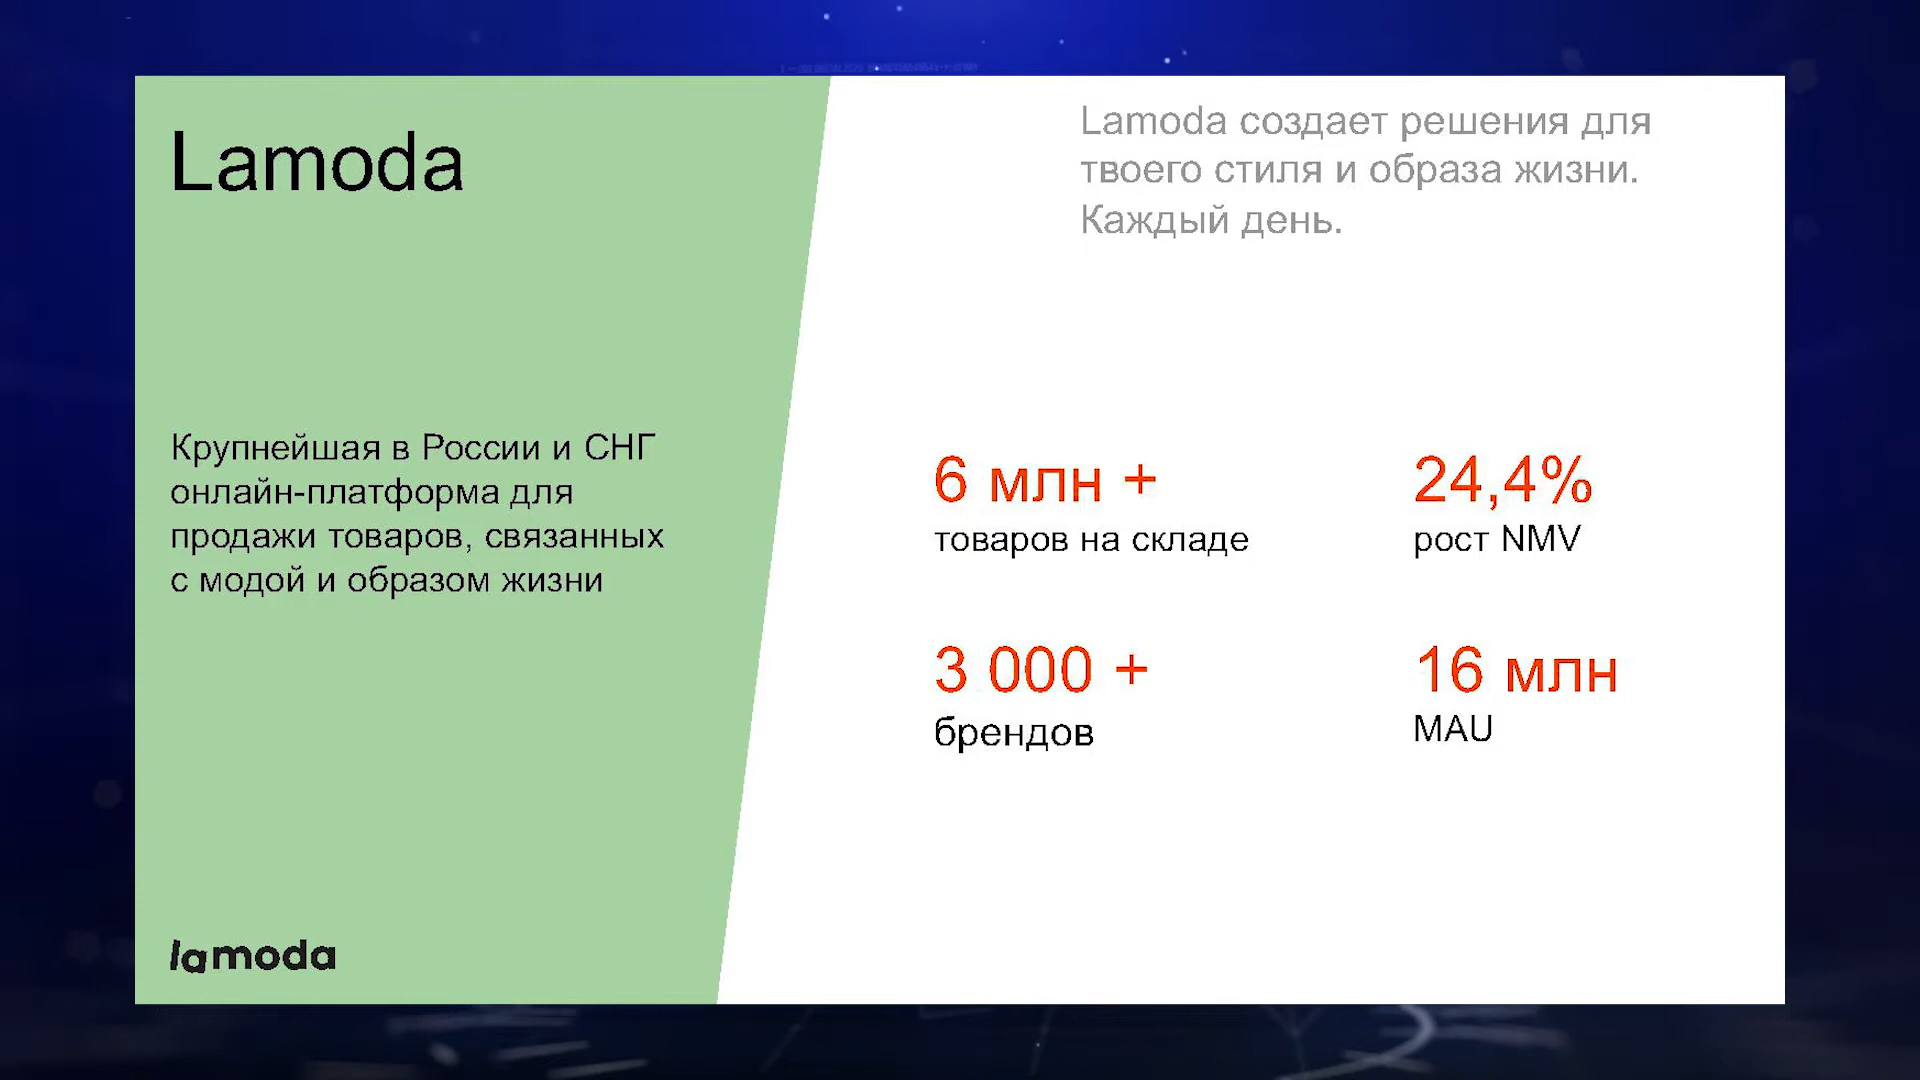 Lamoda
Lamoda создает решения для
твоего стиля и образа жизни.
Каждый день.
Крупнейшая в России и СНГ
онлайн-платформа для
продажи товаров, связанных
с модой и образом жизни
6 млн +
товаров на складе
24,4%
рост NMV
3 000 +
брендов
16 млн
MAU
lamoda